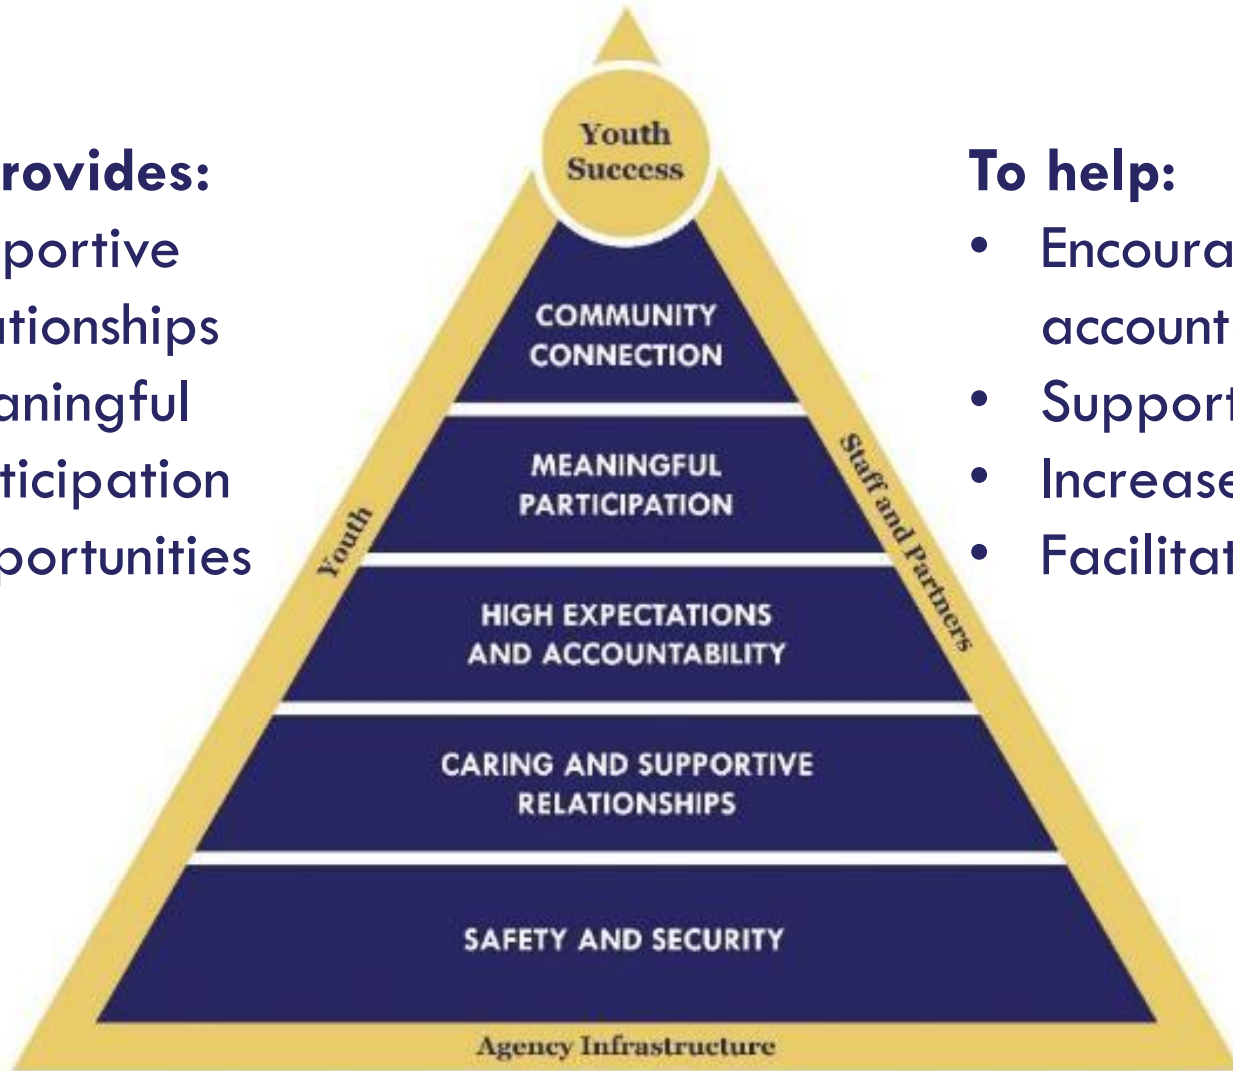 rovides:
portive
ationships
aningful
ticipation
portunities
Youth
Success
COMMUNITY
CONNECTION
MEANINGFUL
PARTICIPATION
HIGH EXPECTATIONS
AND ACCOUNTABILITY
CARING AND SUPPORTIVE
RELATIONSHIPS
SAFETY AND SECURITY
Youth
Staff and Partners
Agency Infrastructure
To help:
• Encoura
account
• Support
• Increase
• Facilitat